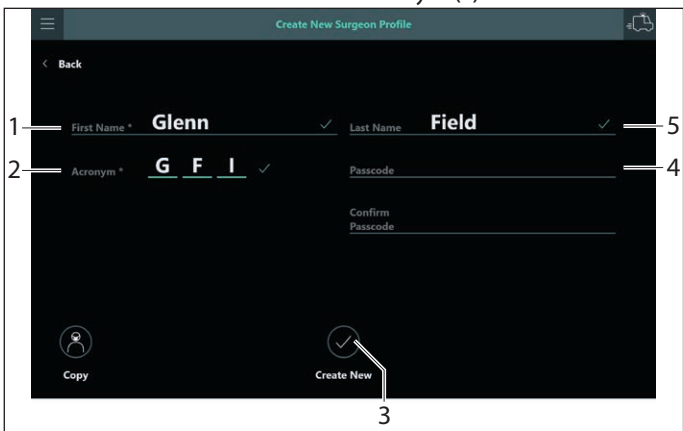 Create New Surgeon Profile
< Back
1 First Name * Glenn Last Name Field 5
2 Acronym * G F I Passcode 4
Confirm
Passcode
Copy Create New
3